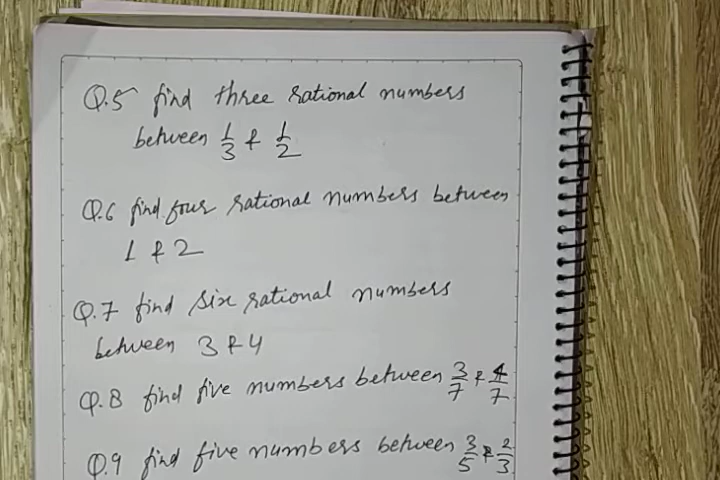 Q.5 find three rational numbers
between 1/3 & 1/2
Q.6 find four rational numbers between
1 & 2
Q.7 find six rational numbers
between 3 & 4
Q.8 find five numbers between 3/7 & 4/7
Q.9 find five numbers between 3/5 & 2/3